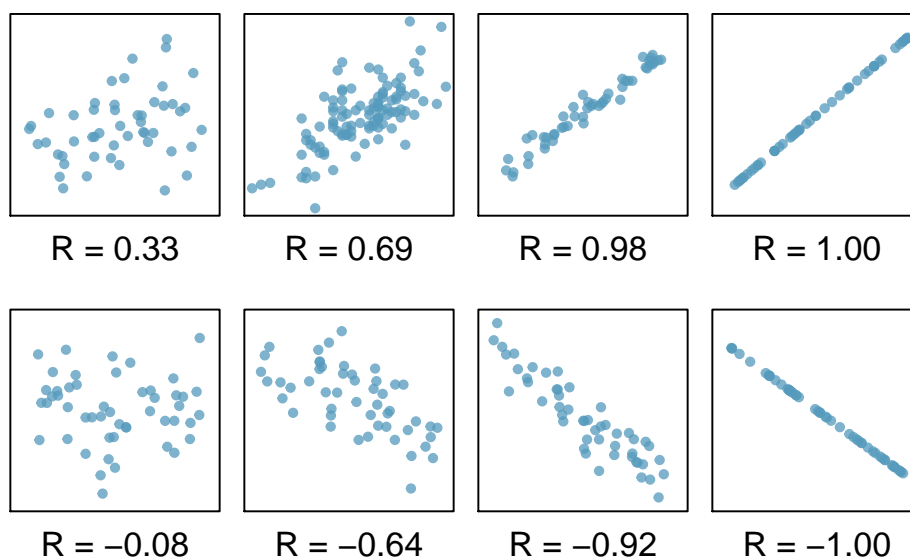 R = 0.33
R = 0.69
R = 0.98
R = 1.00
R = −0.08
R = −0.64
R = −0.92
R = −1.00